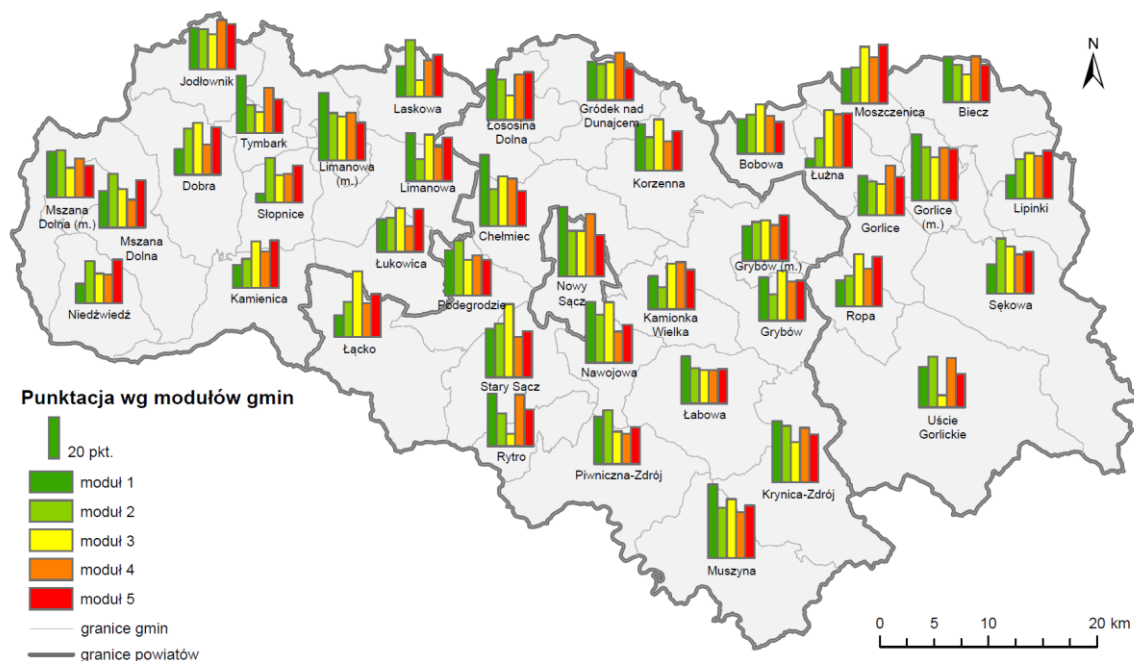 N
Jodłownik
Tymbark
Limanowa
(m.)
Laskowa
Limanowa
Łososina
Dolna
Gródek nad
Dunajcem
Korzenna
Bobowa
Moszczenica
Łużna
Biecz
Gorlice
Gorlice
(m.)
Lipinki
Mszana
Dolna (m.)
Mszana
Dolna
Dobra
Słopnice
Niedźwiedź
Kamienica
Łukowica
Łącko
Podegrodzie
Chełmiec
Nowy
Sącz
Kamionka
Wielka
Grybów (m.)
Grybów
Ropa
Sękowa
Stary Sącz
Nawojowa
Łabowa
Uście
Gorlickie
Rytro
Piwniczna-Zdrój
Krynica-Zdrój
Muszyna
Punktacja wg modułów gmin
20 pkt.
moduł 1
moduł 2
moduł 3
moduł 4
moduł 5
granice gmin
granice powiatów
0 5 10 20 km